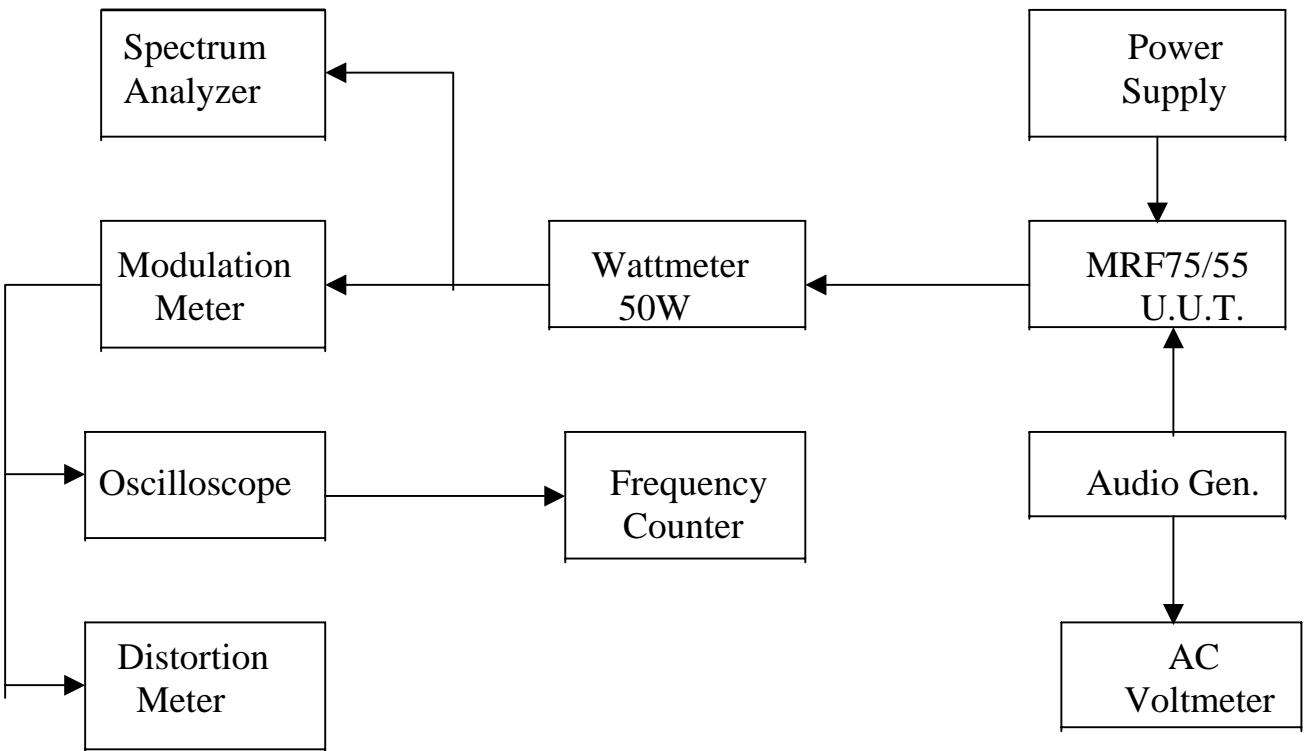 Spectrum
Analyzer
Power
Supply
Modulation
Meter
Wattmeter
50W
MRF75/55
U.U.T.
Oscilloscope
Frequency
Counter
Audio Gen.
Distortion
Meter
AC
Voltmeter